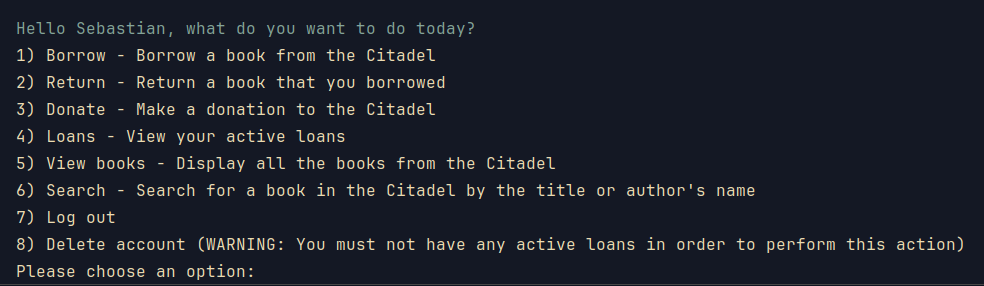 Hello Sebastian, what do you want to do today?
1) Borrow - Borrow a book from the Citadel
2) Return - Return a book that you borrowed
3) Donate - Make a donation to the Citadel
4) Loans - View your active loans
5) View books - Display all the books from the Citadel
6) Search - Search for a book in the Citadel by the title or author's name
7) Log out
8) Delete account (WARNING: You must not have any active loans in order to perform this action)
Please choose an option: